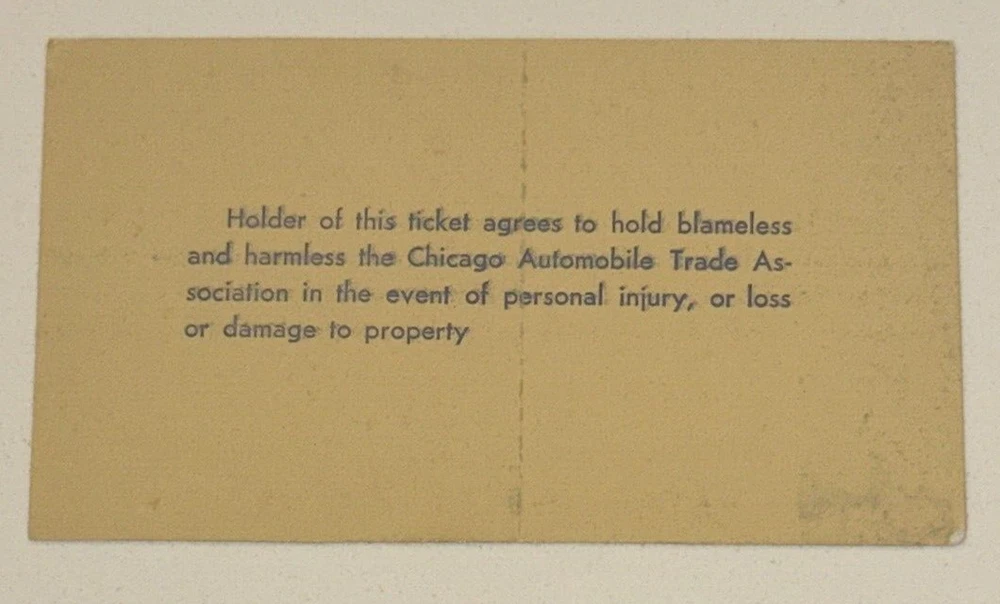 Holder of this ticket agrees to hold blameless
and harmless the Chicago Automobile Trade As-
sociation in the event of personal injury, or loss
or damage to property